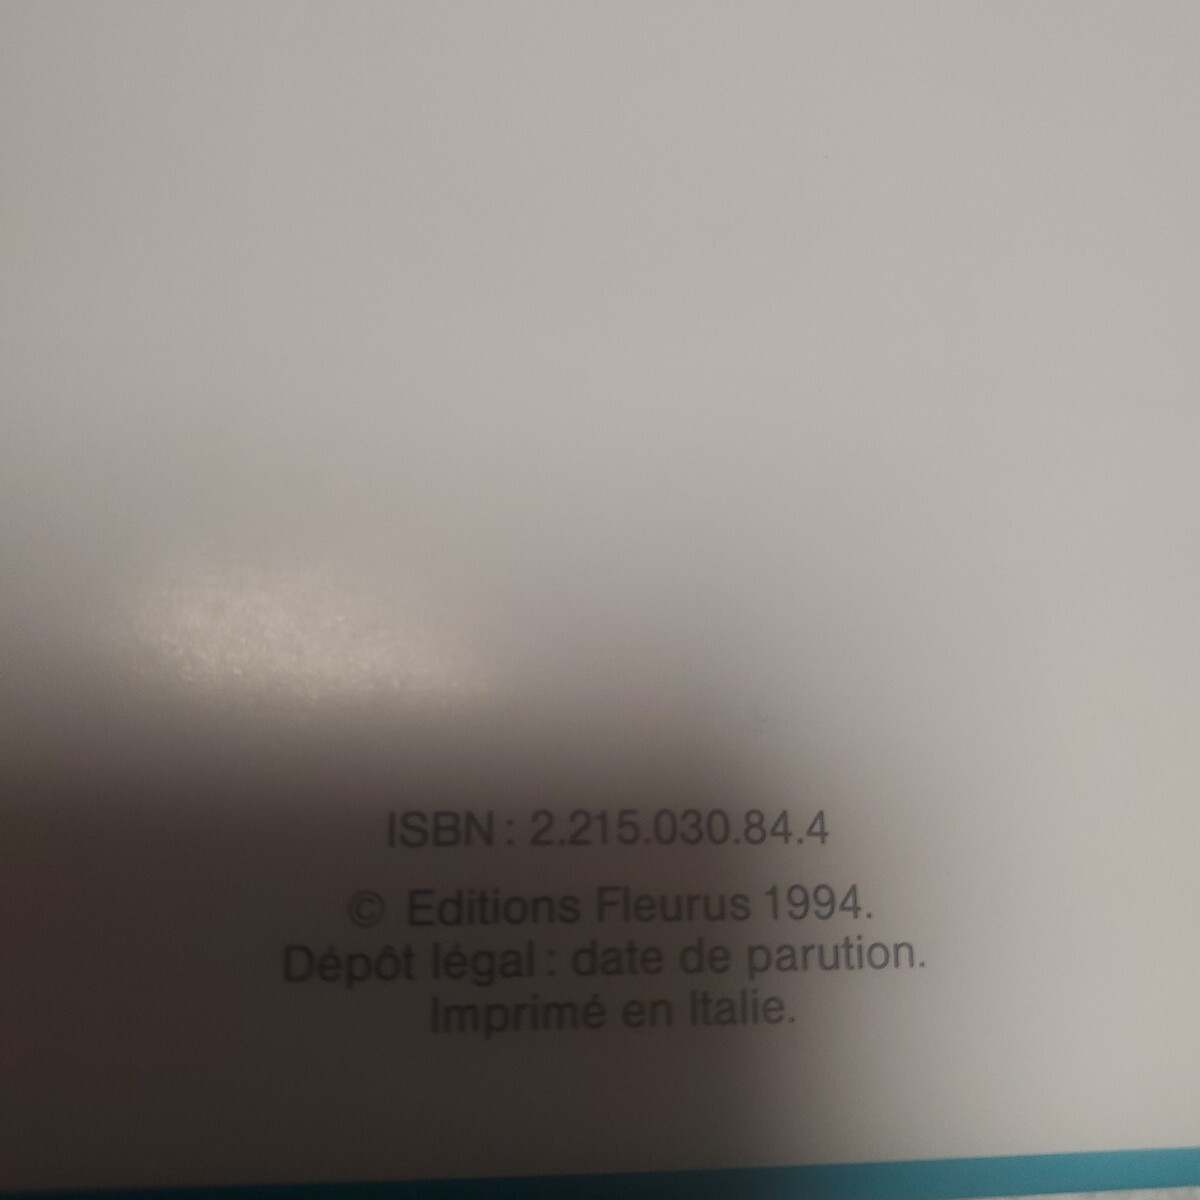 ISBN : 2.215.030.84.4
© Editions Fleurus 1994.
Dépôt légal : date de parution.
Imprimé en Italie.